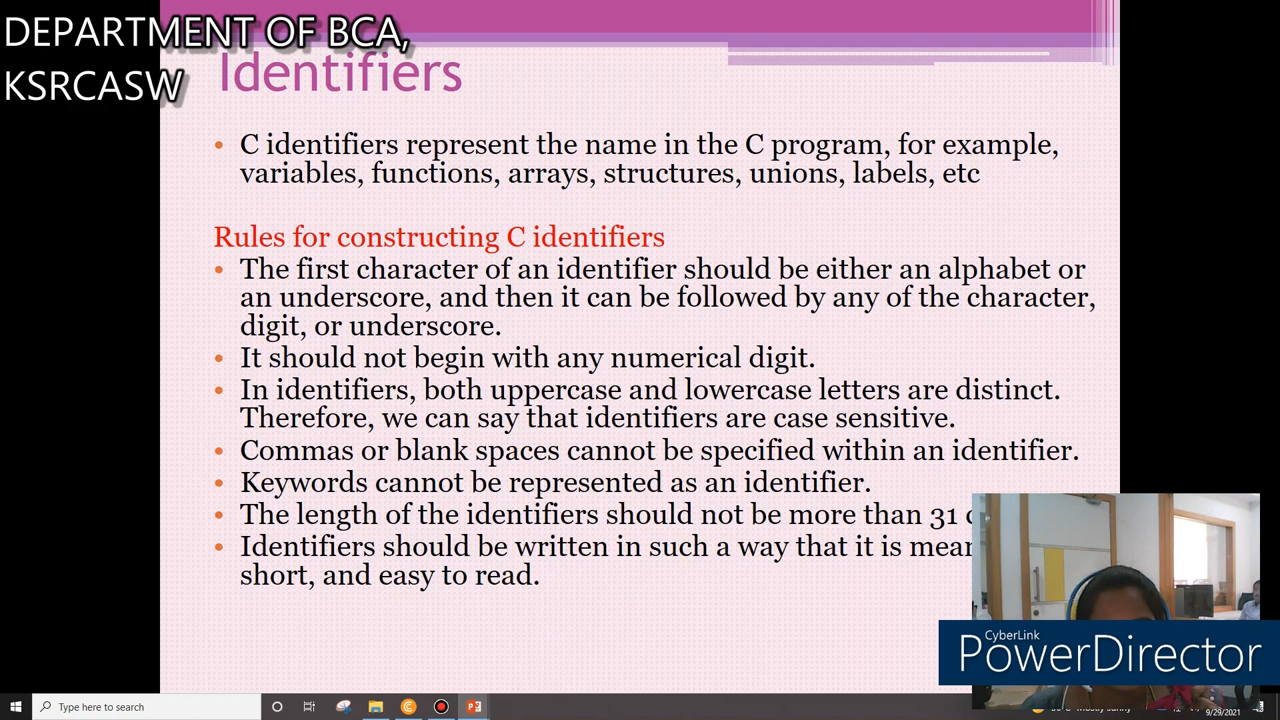 DEPARTMENT OF BCA,
KSRCASW
Identifiers
• C identifiers represent the name in the C program, for example,
variables, functions, arrays, structures, unions, labels, etc
Rules for constructing C identifiers
• The first character of an identifier should be either an alphabet or
an underscore, and then it can be followed by any of the character,
digit, or underscore.
• It should not begin with any numerical digit.
• In identifiers, both uppercase and lowercase letters are distinct.
Therefore, we can say that identifiers are case sensitive.
• Commas or blank spaces cannot be specified within an identifier.
• Keywords cannot be represented as an identifier.
• The length of the identifiers should not be more than 31
• Identifiers should be written in such a way that it is
short, and easy to read.
CyberLink
PowerDirector
Type here to search
9/29/2021